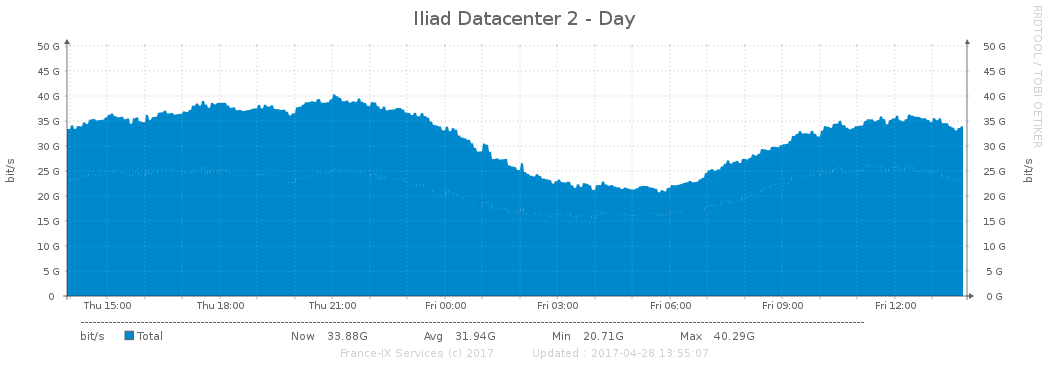 Iliad Datacenter 2 - Day
RRDTOOL / TOBI OETIKER
50 G 50 G
45 G 45 G
40 G 40 G
35 G 35 G
30 G 30 G
25 G 25 G
20 G 20 G
15 G 15 G
10 G 10 G
5 G 5 G
0 0 G
bit/s bit/s
Thu 15:00 Thu 18:00 Thu 21:00 Fri 00:00 Fri 03:00 Fri 06:00 Fri 09:00 Fri 12:00
bit/s Total Now 33.88G Avg 31.94G Min 20.71G Max 40.29G
France-IX Services (c) 2017 Updated : 2017-04-28 13:55:07